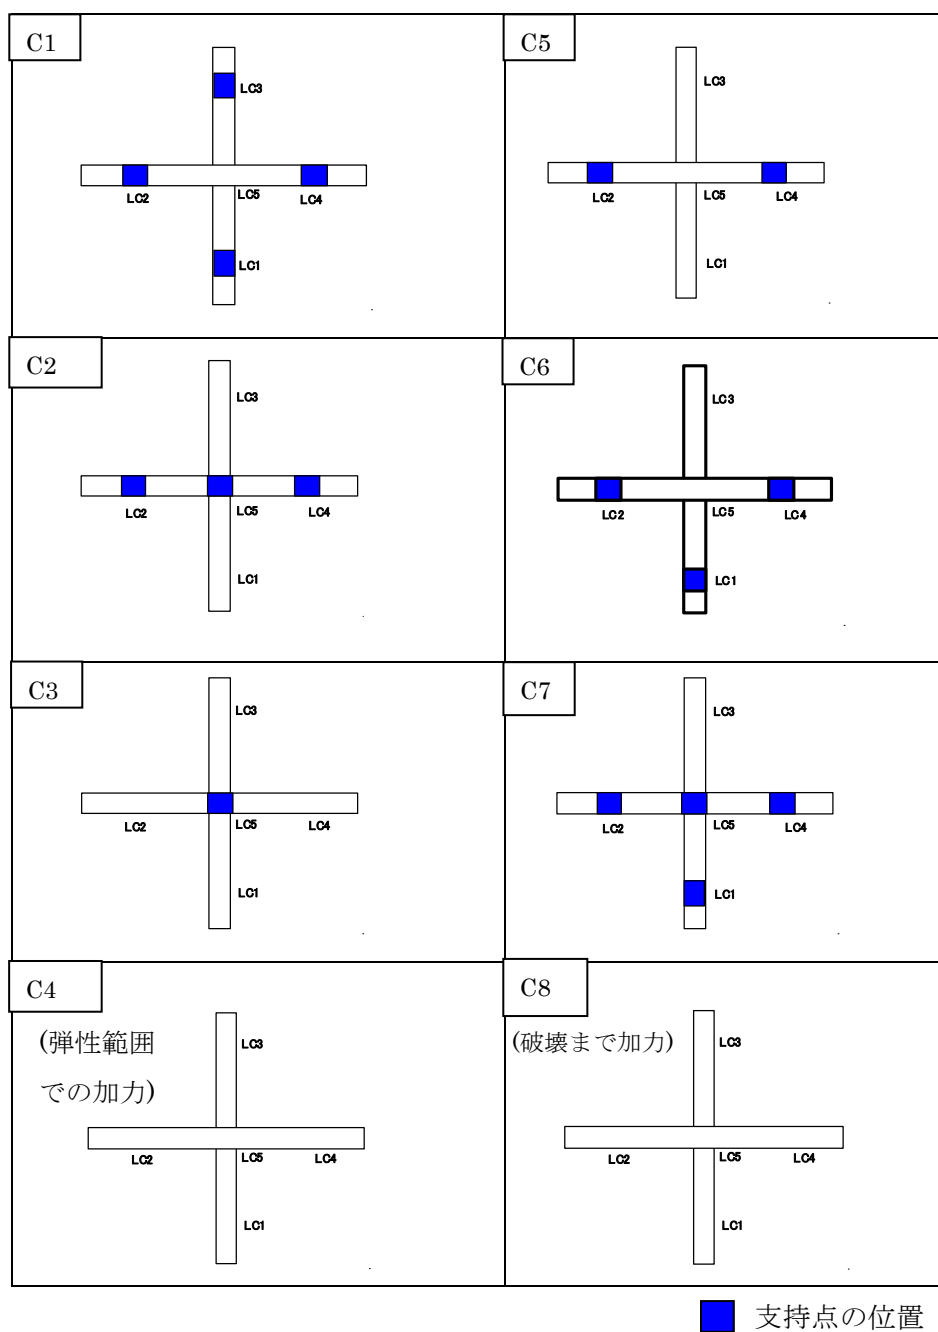 C1
LC3
LC2
LC5
LC4
LC1
C5
LC3
LC2
LC5
LC4
LC1
C2
LC3
LC2
LC5
LC4
LC1
C6
LC3
LC2
LC5
LC4
LC1
C3
LC3
LC2
LC5
LC4
LC1
C7
LC3
LC2
LC5
LC4
LC1
C4
(弾性範囲
での加力)
LC3
LC2
LC5
LC4
LC1
C8
(破壊まで加力)
LC3
LC2
LC5
LC4
LC1
支持点の位置